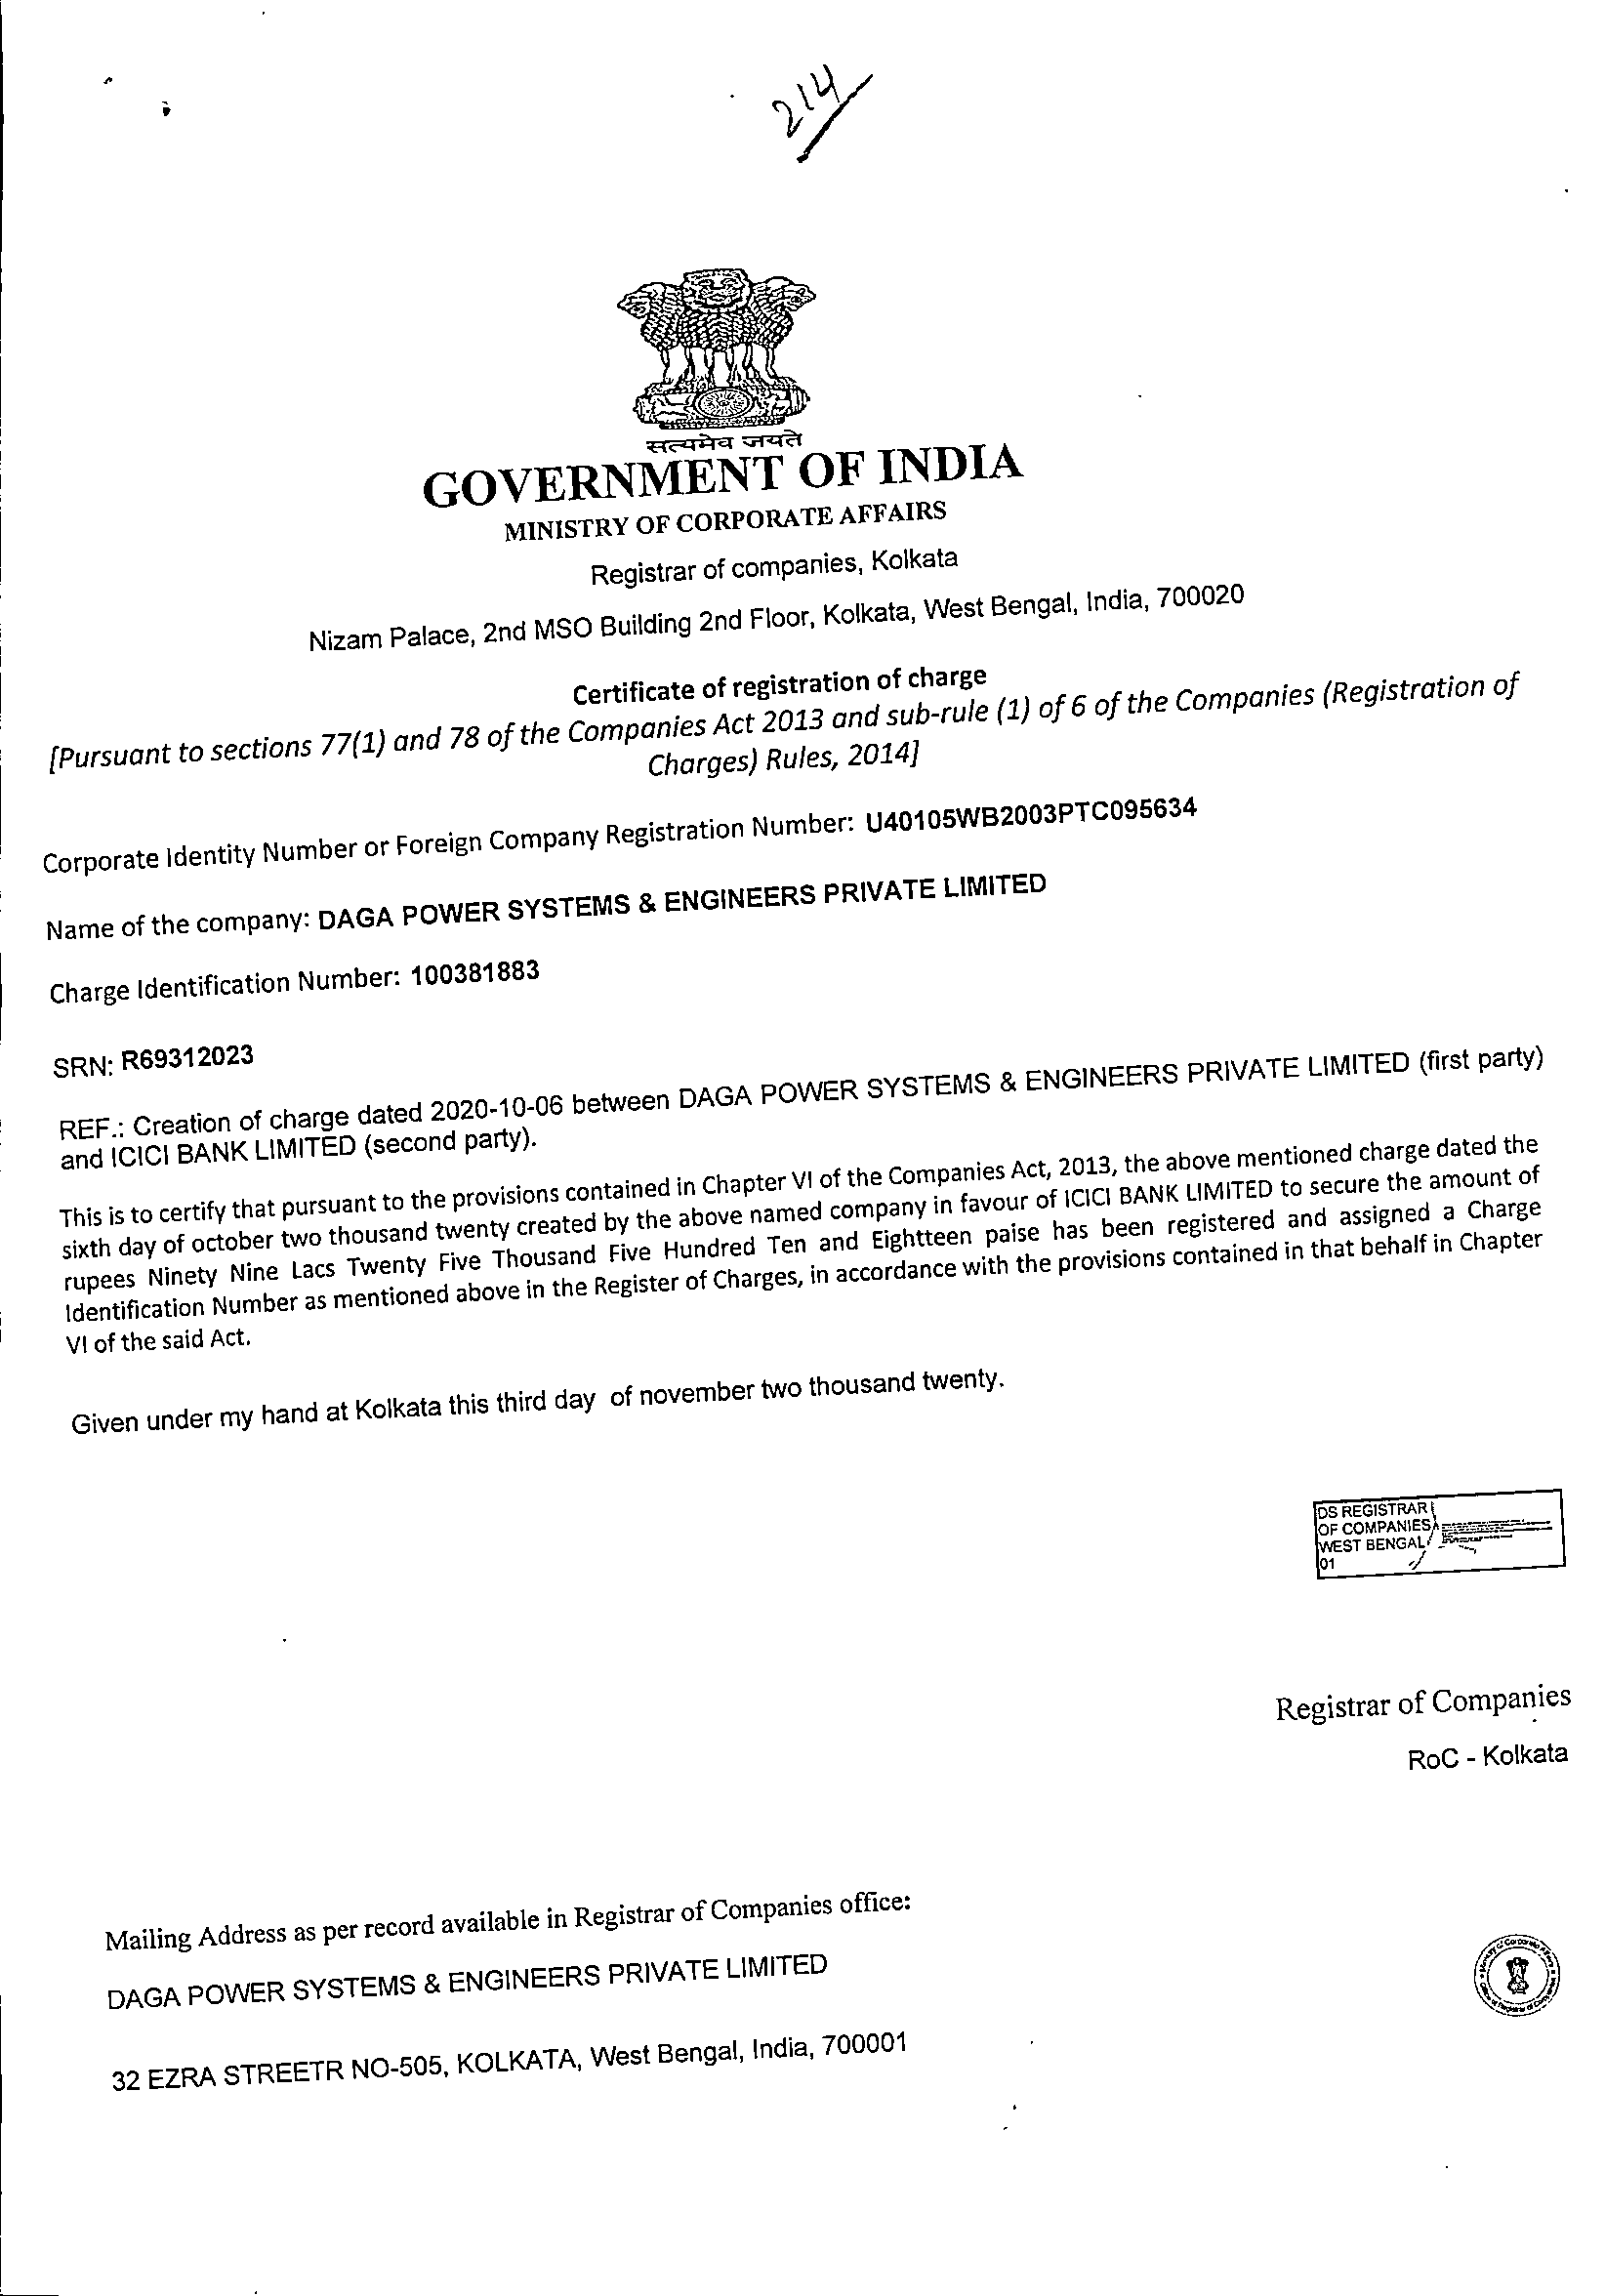 214
सत्यमेव जयते
GOVERNMENT OF INDIA
MINISTRY OF CORPORATE AFFAIRS
Registrar of companies, Kolkata
Nizam Palace, 2nd MSO Building 2nd Floor, Kolkata, West Bengal, India, 700020
Certificate of registration of charge
[Pursuant to sections 77(1) and 78 of the Companies Act 2013 and sub-rule (1) of 6 of the Companies (Registration of
Charges) Rules, 2014]
Corporate Identity Number or Foreign Company Registration Number: U40105WB2003PTC095634
Name of the company: DAGA POWER SYSTEMS & ENGINEERS PRIVATE LIMITED
Charge Identification Number: 100381883
SRN: R69312023
REF.: Creation of charge dated 2020-10-06 between DAGA POWER SYSTEMS & ENGINEERS PRIVATE LIMITED (first party)
and ICICI BANK LIMITED (second party).
This is to certify that pursuant to the provisions contained in Chapter VI of the Companies Act, 2013, the above mentioned charge dated the
sixth day of october two thousand twenty created by the above named company in favour of ICICI BANK LIMITED to secure the amount of
rupees Ninety Nine Lacs Twenty Five Thousand Five Hundred Ten and Eightteen paise has been registered and assigned a Charge
Identification Number as mentioned above in the Register of Charges, in accordance with the provisions contained in that behalf in Chapter
VI of the said Act.
Given under my hand at Kolkata this third day of november two thousand twenty.
DS REGISTRAR
OF COMPANIES
WEST BENGAL
01
Registrar of Companies
RoC - Kolkata
Mailing Address as per record available in Registrar of Companies office:
DAGA POWER SYSTEMS & ENGINEERS PRIVATE LIMITED
32 EZRA STREETR NO-505, KOLKATA, West Bengal, India, 700001